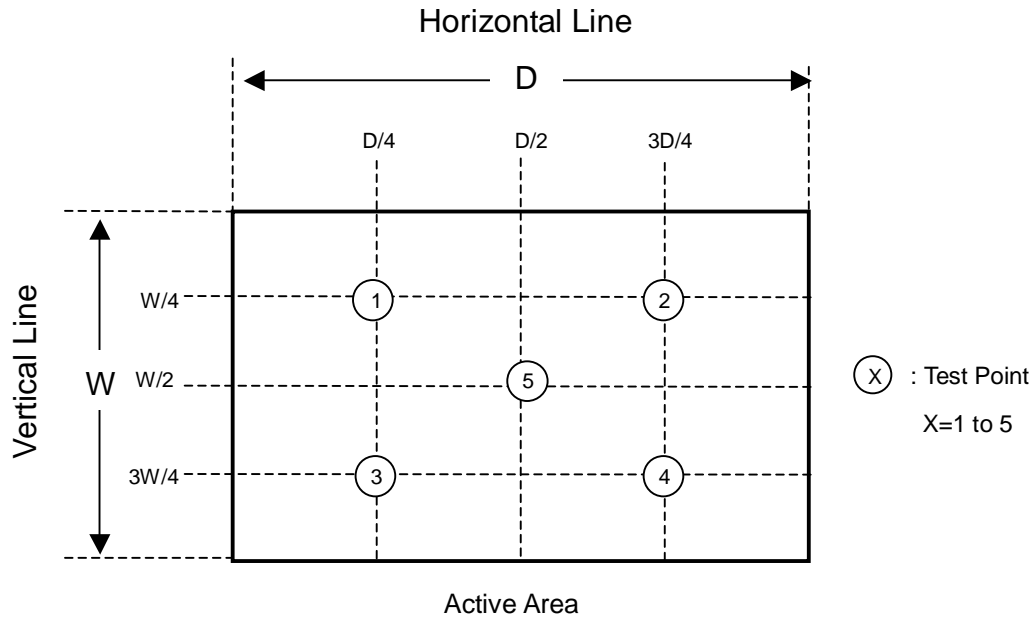 Horizontal Line
D
D/4 D/2 3D/4
Vertical Line
W
W/4
W/2
3W/4
1 2
5
3 4
X : Test Point
X=1 to 5
Active Area